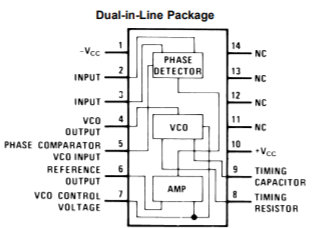 Dual-in-Line Package
-VCC 1
14 NC
PHASE
DETECTOR
INPUT 2
13 NC
INPUT 3
12 NC
VCO
OUTPUT 4
VCO
11 NC
PHASE COMPARATOR
VCO INPUT 5
10 +VCC
REFERENCE
OUTPUT 6
9 TIMING
CAPACITOR
AMP
VCO CONTROL
VOLTAGE 7
8 TIMING
RESISTOR